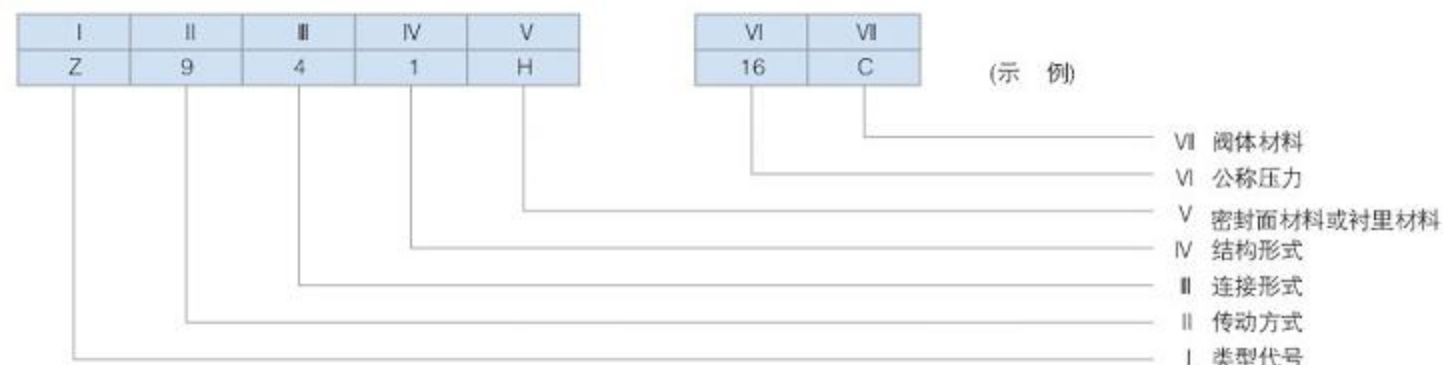 Ⅰ Ⅱ Ⅲ Ⅳ Ⅴ Ⅵ Ⅶ
Z 9 4 1 H 16 C
(示 例)
Ⅶ 阀体材料
Ⅵ 公称压力
Ⅴ 密封面材料或衬里材料
Ⅳ 结构形式
Ⅲ 连接形式
Ⅱ 传动方式
Ⅰ 类型代号